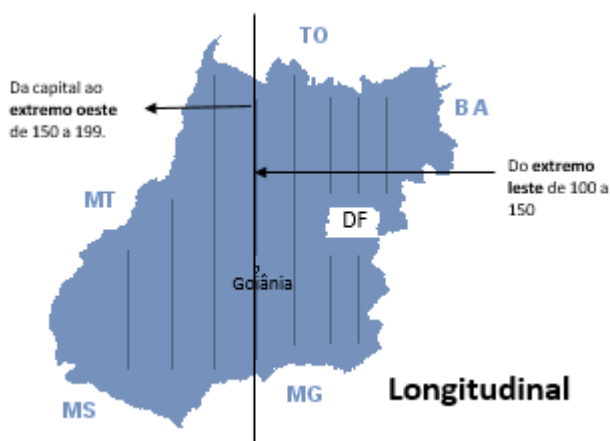 TO
Da capital ao
extremo oeste
de 150 a 199.
BA
Do extremo
leste de 100 a
150
MT
DF
Goiânia
Longitudinal
MG
MS